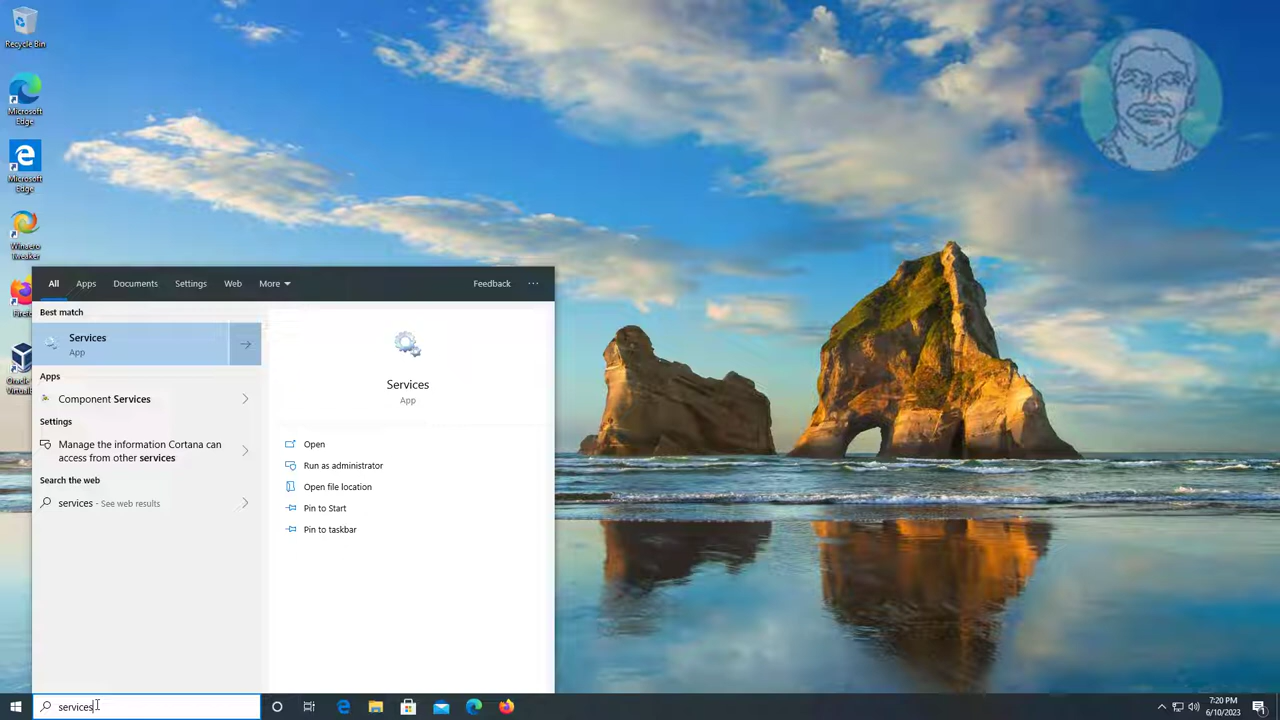 Recycle Bin
Microsoft
Edge
Microsoft
Edge
Winaero
Tweaker
Oracle
All Apps Documents Settings Web More Feedback ...
Best match
Services
App
Apps
Component Services
Settings
Manage the information Cortana can
access from other services
Search the web
services - See web results
Services
App
Open
Run as administrator
Open file location
Pin to Start
Pin to taskbar
services
7:20 PM
6/10/2023
1